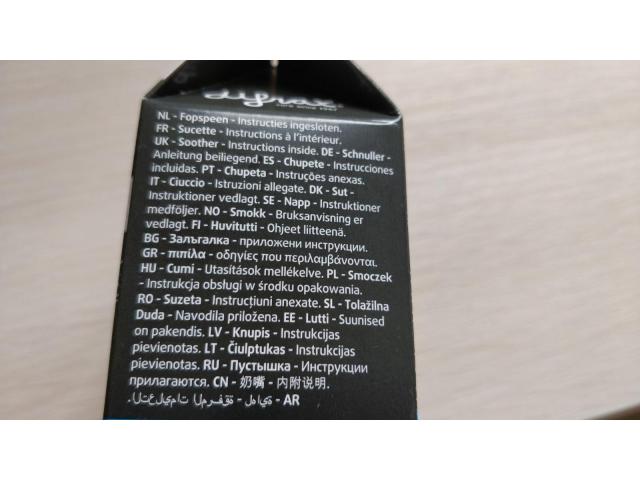 difrax®
NL - Fopspeen - Instructies ingesloten.
FR - Sucette - Instructions à l'intérieur.
UK - Soother - Instructions inside. DE - Schnuller -
Anleitung beiliegend. ES - Chupete - Instrucciones
incluidas. PT - Chupeta - Instruções anexas.
IT - Ciuccio - Istruzioni allegate. DK - Sut -
Instruktioner vedlagt. SE - Napp - Instruktioner
medföljer. NO - Smokk - Bruksanvisning er
vedlagt. FI - Huvitutti - Ohjeet liitteenä.
BG - Залъгалка - приложени инструкции.
GR - πιπίλα - οδηγίες που περιλαμβάνονται.
HU - Cumi - Utasítások mellékelve. PL - Smoczek
- Instrukcja obsługi w środku opakowania.
RO - Suzeta - Instrucțiuni anexate. SL - Tolažilna
Duda - Navodila priložena. EE - Lutti - Suunised
on pakendis. LV - Knupis - Instrukcijas
pievienotas. LT - Čiulptukas - Instrukcijas
pievienotas. RU - Пустышка - Инструкции
прилагаются. CN - 奶嘴 - 内附说明.
AR - لهاية - التعليمات المرفقة.